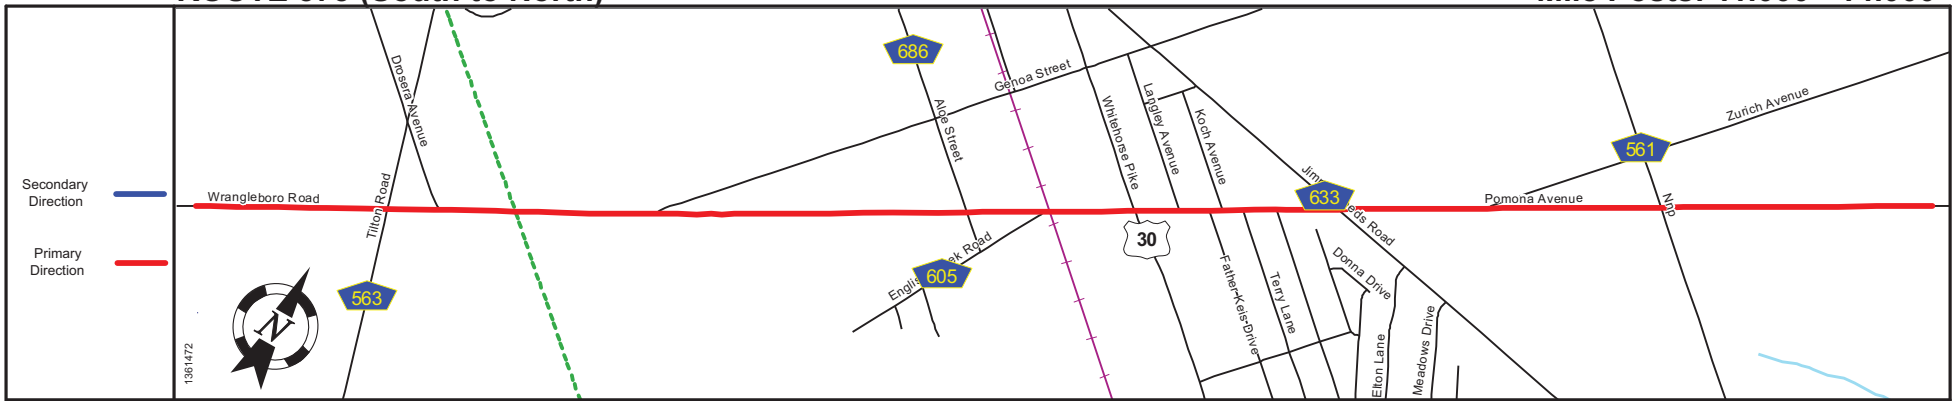 Secondary
Direction
Primary
Direction
1361472
N
Wrangleboro Road
Drosera Avenue
Tilton Road
563
686
Aloe Street
Genoa Street
605
30
Whitehorse Pike
Langley Avenue
Koch Avenue
Father Keis Drive
Terry Lane
633
Road
Donna Drive
Elton Lane
Meadows Drive
Pomona Avenue
561
Nnp
Zurich Avenue